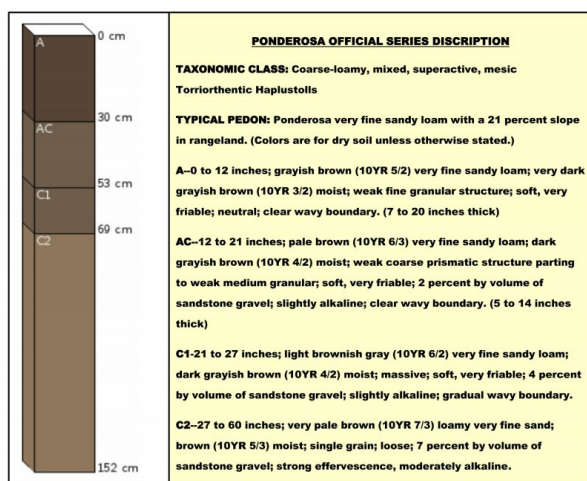 A
0 cm
30 cm
AC
53 cm
C1
69 cm
C2
152 cm
PONDEROSA OFFICIAL SERIES DISCRIPTION
TAXONOMIC CLASS: Coarse-loamy, mixed, superactive, mesic
Torriorthentic Haplustolls
TYPICAL PEDON: Ponderosa very fine sandy loam with a 21 percent slope
in rangeland. (Colors are for dry soil unless otherwise stated.)
A--0 to 12 inches; grayish brown (10YR 5/2) very fine sandy loam; very dark
grayish brown (10YR 3/2) moist; weak fine granular structure; soft, very
friable; neutral; clear wavy boundary. (7 to 20 inches thick)
AC--12 to 21 inches; pale brown (10YR 6/3) very fine sandy loam; dark
grayish brown (10YR 4/2) moist; weak coarse prismatic structure parting
to weak medium granular; soft, very friable; 2 percent by volume of
sandstone gravel; slightly alkaline; clear wavy boundary. (5 to 14 inches
thick)
C1-21 to 27 inches; light brownish gray (10YR 6/2) very fine sandy loam;
dark grayish brown (10YR 4/2) moist; massive; soft, very friable; 4 percent
by volume of sandstone gravel; slightly alkaline; gradual wavy boundary.
C2--27 to 60 inches; very pale brown (10YR 7/3) loamy very fine sand;
brown (10YR 5/3) moist; single grain; loose; 7 percent by volume of
sandstone gravel; strong effervescence, moderately alkaline.